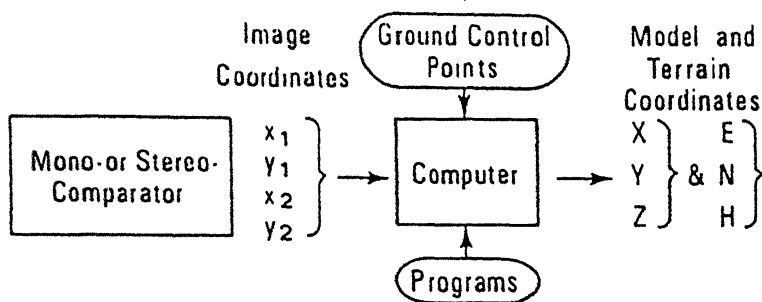 Image
Coordinates
Ground Control
Points
Model and
Terrain
Coordinates
Mono-or Stereo-
Comparator
x1
y1
x2
y2
Computer
X
Y
Z
&
E
N
H
Programs